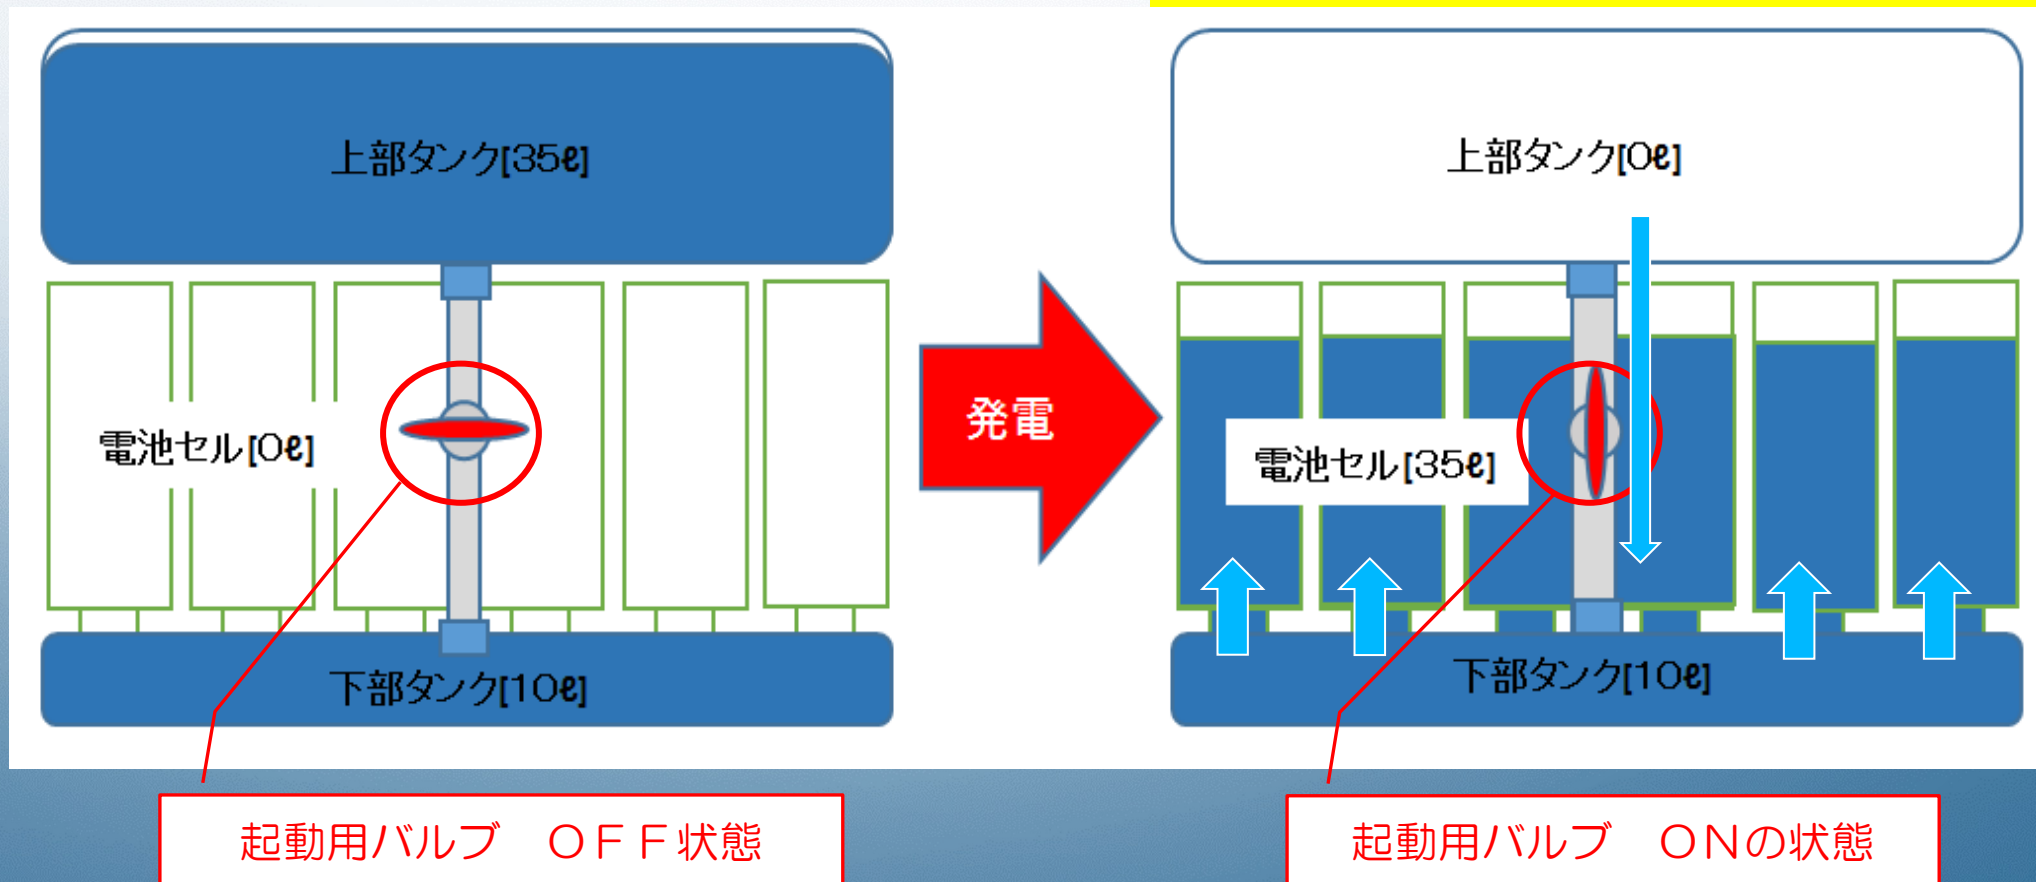 上部タンク[35ℓ]
電池セル[0ℓ]
下部タンク[10ℓ]
起動用バルブ　ＯＦＦ状態
発電
上部タンク[0ℓ]
電池セル[35ℓ]
下部タンク[10ℓ]
起動用バルブ　ＯＮの状態